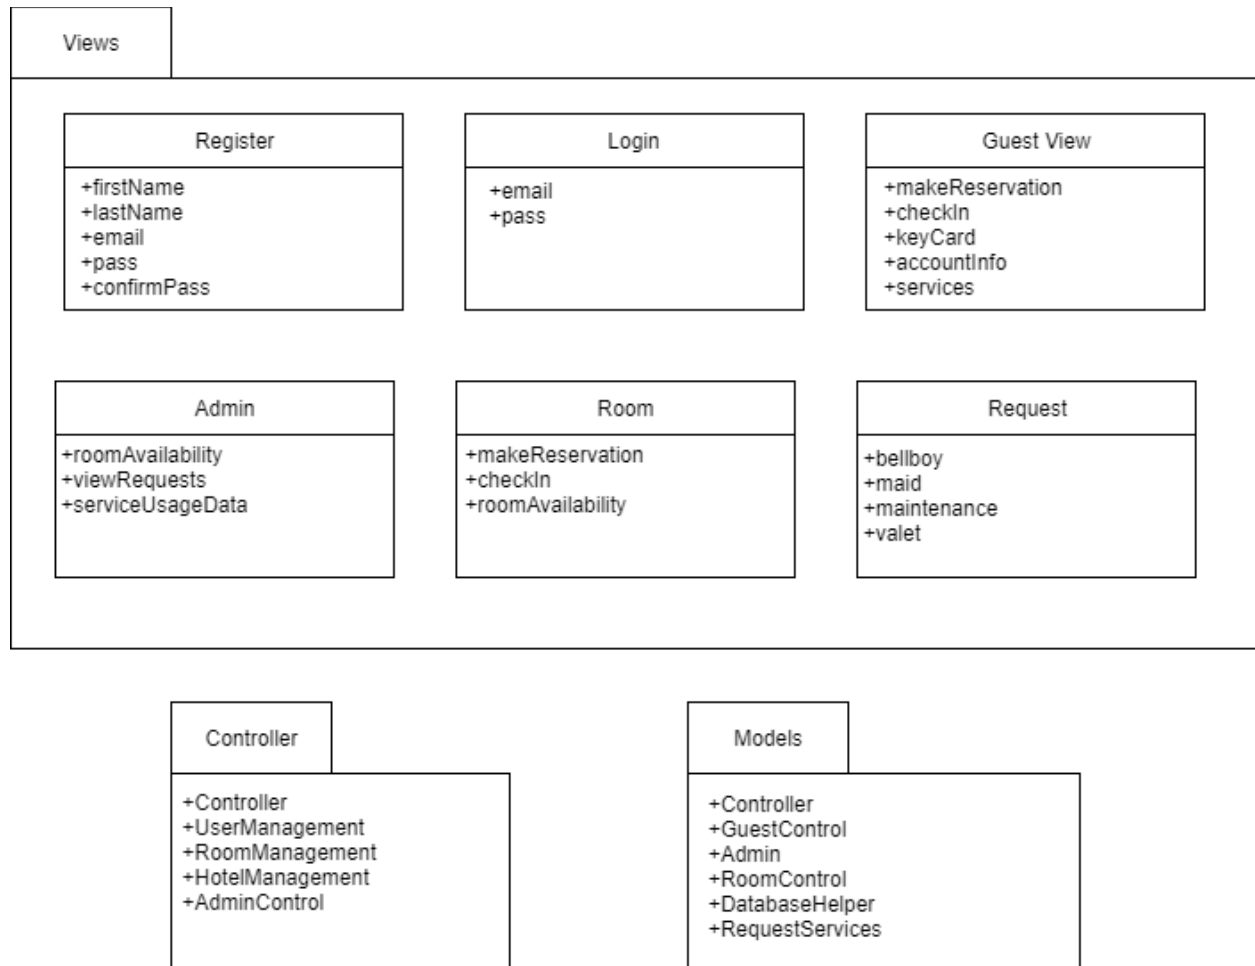 Views
Register
+firstName
+lastName
+email
+pass
+confirmPass
Login
+email
+pass
Guest View
+makeReservation
+checkIn
+keyCard
+accountInfo
+services
Admin
+roomAvailability
+viewRequests
+serviceUsageData
Room
+makeReservation
+checkIn
+roomAvailability
Request
+bellboy
+maid
+maintenance
+valet
Controller
+Controller
+UserManagement
+RoomManagement
+HotelManagement
+AdminControl
Models
+Controller
+GuestControl
+Admin
+RoomControl
+DatabaseHelper
+RequestServices